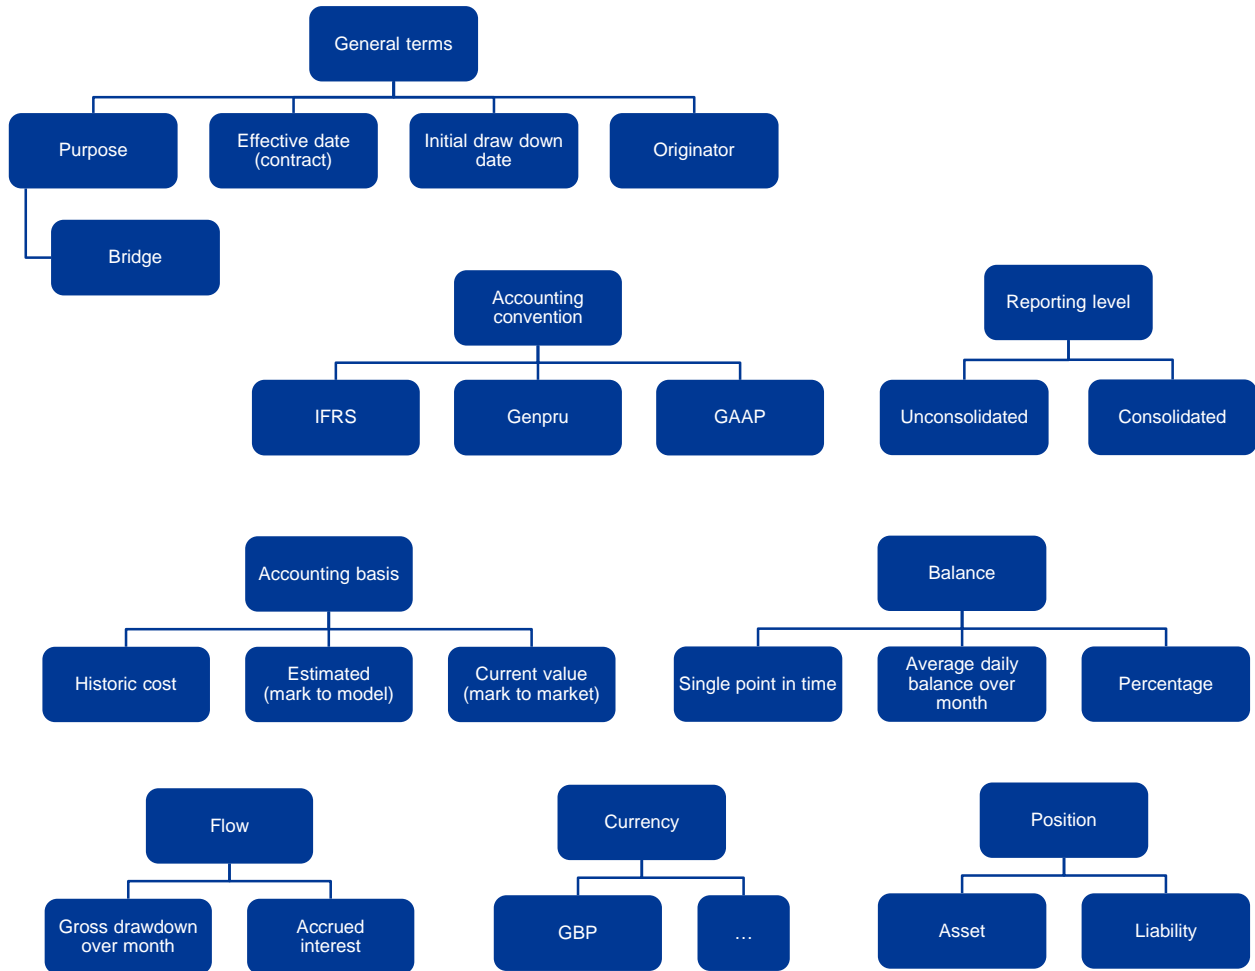 General terms
Purpose
Effective date
(contract)
Initial draw down
date
Originator
Bridge
Accounting
convention
Reporting level
IFRS
Genpru
GAAP
Unconsolidated
Consolidated
Accounting basis
Balance
Historic cost
Estimated
(mark to model)
Current value
(mark to market)
Single point in time
Average daily
balance over
month
Percentage
Flow
Currency
Position
Gross drawdown
over month
Accrued
interest
GBP
…
Asset
Liability